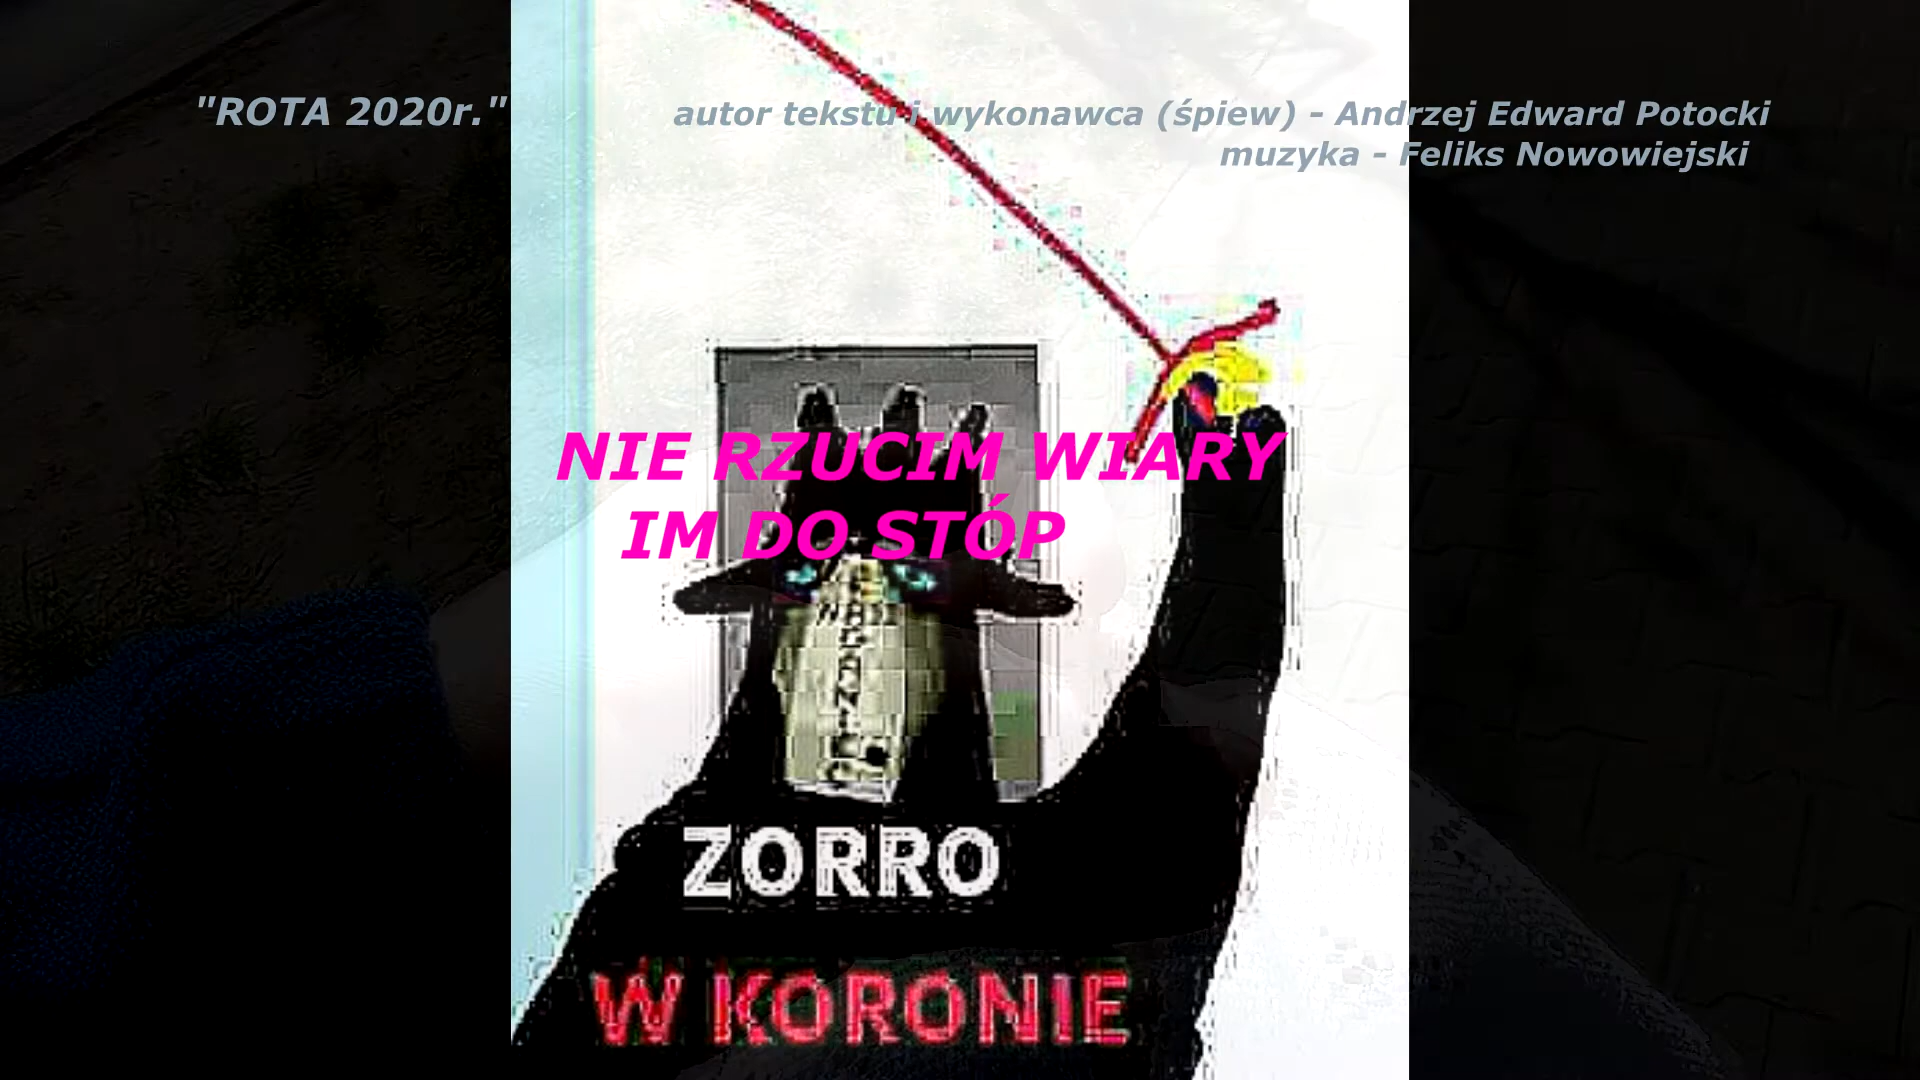 "ROTA 2020r."
autor tekstu i wykonawca (śpiew) - Andrzej Edward Potocki
muzyka - Feliks Nowowiejski
NIE RZUCIM WIARY
IM DO STÓP
ZORRO
W KORONIE